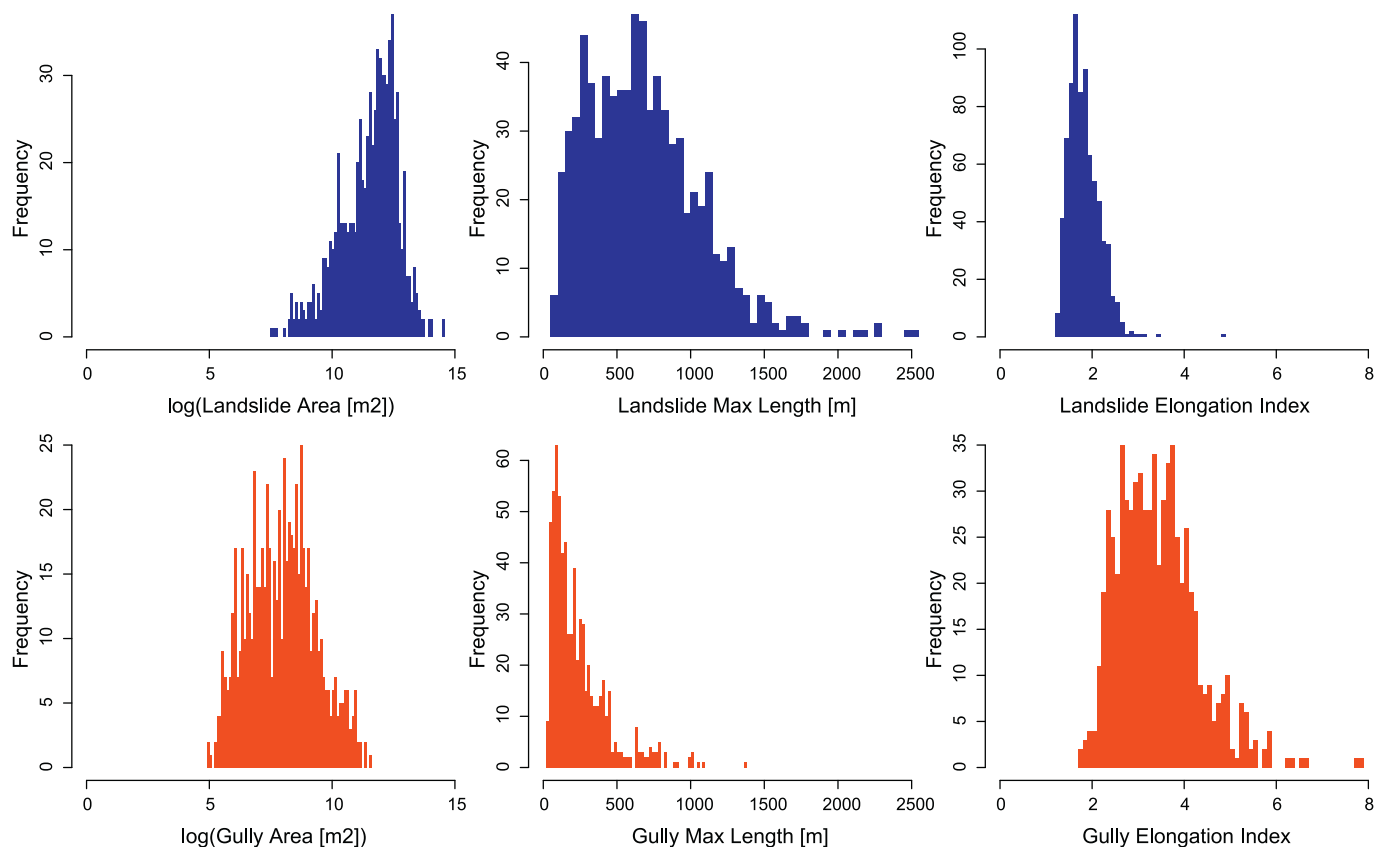 Frequency
0 10 20 30
0 5 10 15
log(Landslide Area [m2])
Frequency
0 10 20 30 40
0 500 1000 1500 2000 2500
Landslide Max Length [m]
Frequency
0 20 40 60 80 100
0 2 4 6 8
Landslide Elongation Index
Frequency
0 5 10 15 20 25
0 5 10 15
log(Gully Area [m2])
Frequency
0 10 20 30 40 50 60
0 500 1000 1500 2000 2500
Gully Max Length [m]
Frequency
0 5 10 15 20 25 30 35
0 2 4 6 8
Gully Elongation Index